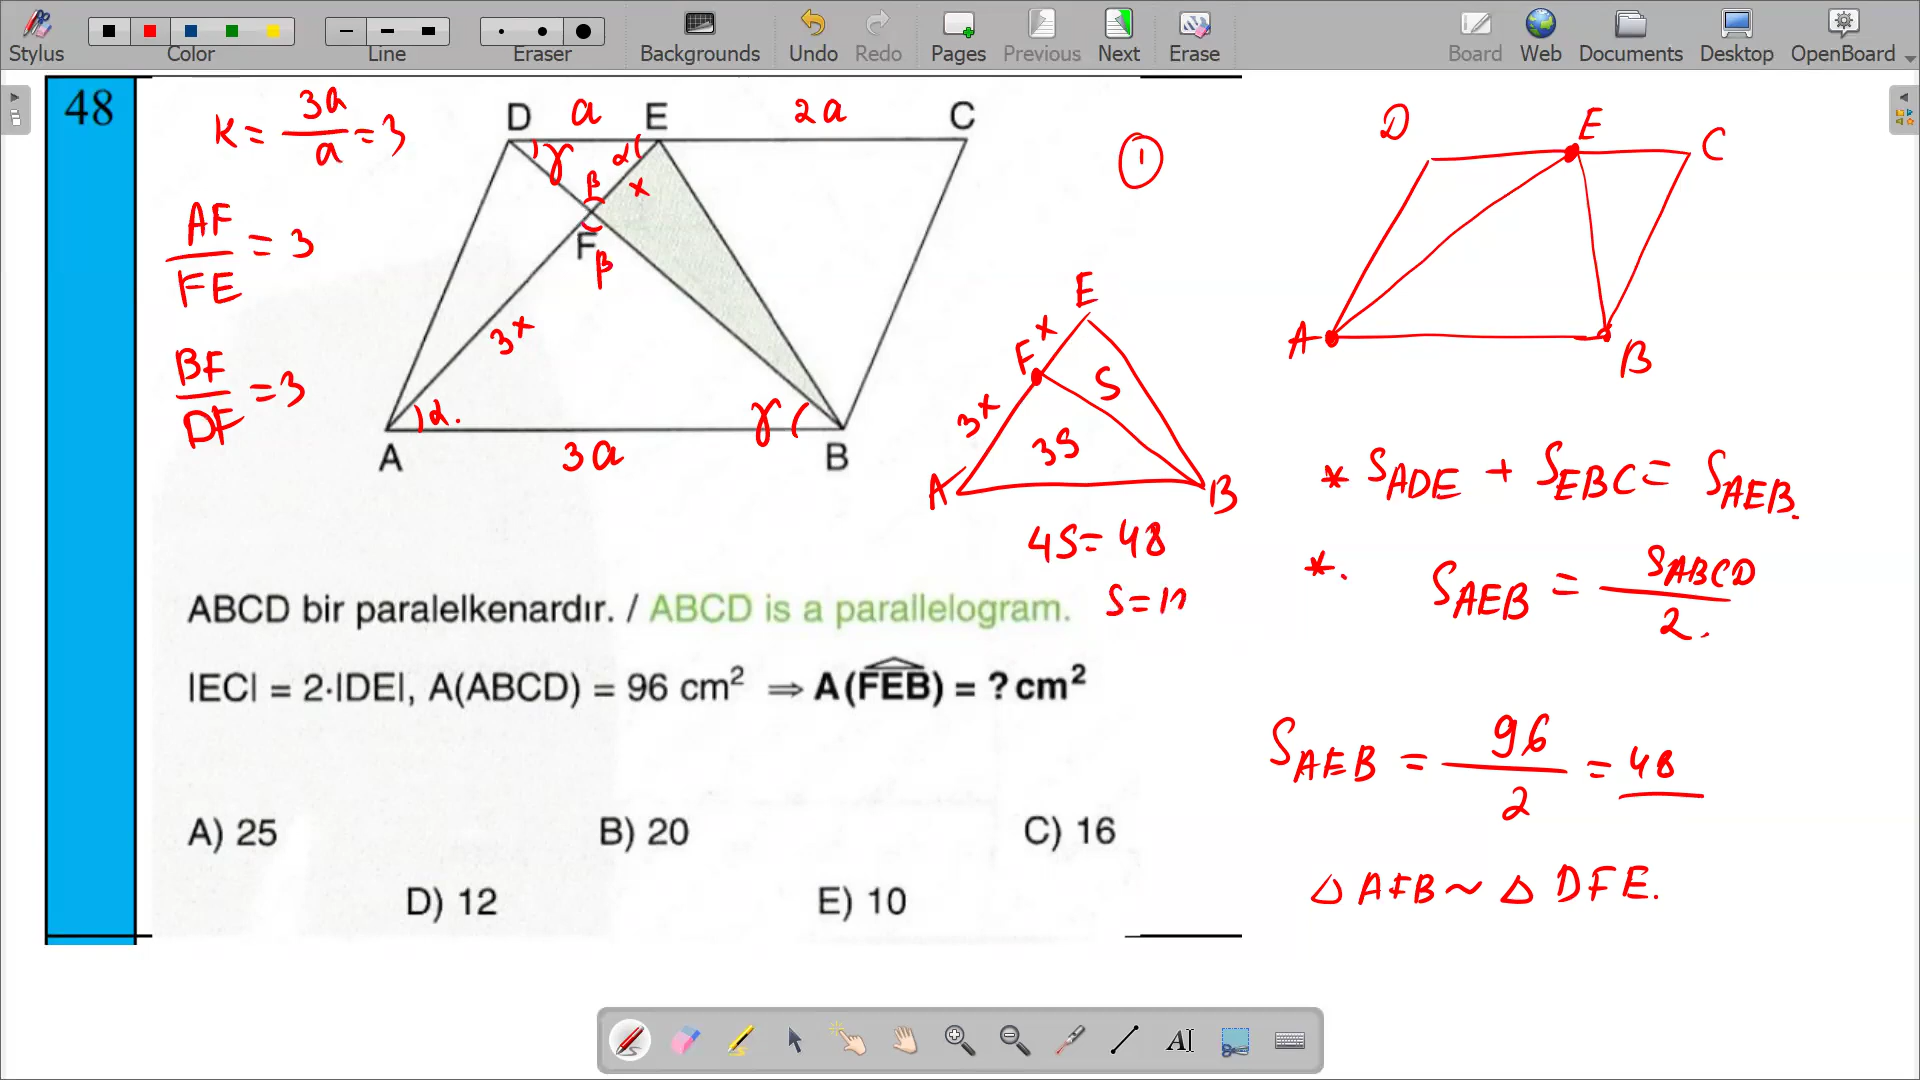 Stylus
Color
Line
Eraser
Backgrounds
Undo
Redo
Pages
Previous
Next
Erase
Board
Web
Documents
Desktop
OpenBoard
48
K = 3a / a = 3
AF / FE = 3
BF / DF = 3
D a E 2a C
γ α β x
F
β
3x
α. γ
A 3a B
1
D E C
A B
E
x
F
S
3x
3S
A B
4S = 48
* S_ADE + S_EBC = S_AEB.
*. S_AEB = S_ABCD / 2.
ABCD bir paralelkenardır. / ABCD is a parallelogram.
|EC| = 2·|DE|, A(ABCD) = 96 cm² ⇒ A(FEB) = ? cm²
S_AEB = 96 / 2 = 48
A) 25
B) 20
C) 16
D) 12
E) 10
△ AFB ~ △ DFE.